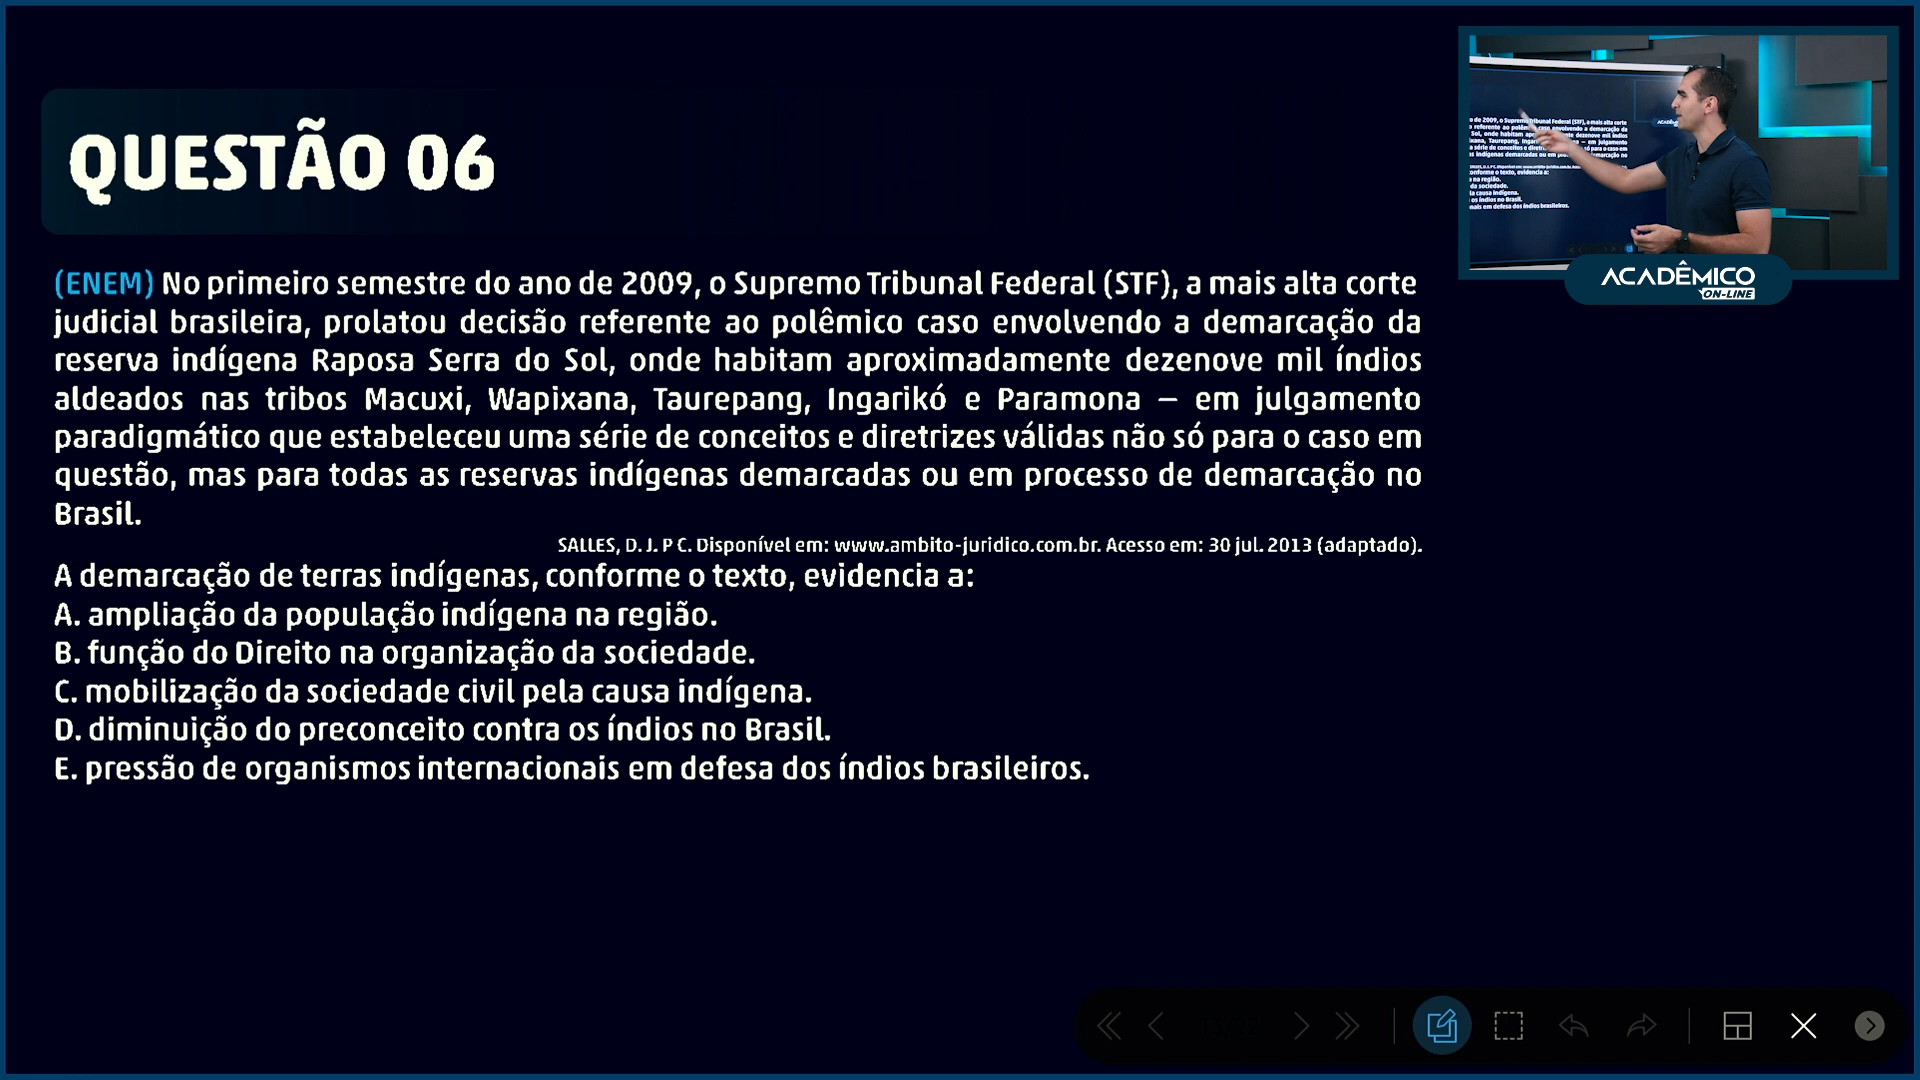 QUESTÃO 06
(ENEM) No primeiro semestre do ano de 2009, o Supremo Tribunal Federal (STF), a mais alta corte
judicial brasileira, prolatou decisão referente ao polêmico caso envolvendo a demarcação da
reserva indígena Raposa Serra do Sol, onde habitam aproximadamente dezenove mil índios
aldeados nas tribos Macuxi, Wapixana, Taurepang, Ingarikó e Paramona — em julgamento
paradigmático que estabeleceu uma série de conceitos e diretrizes válidas não só para o caso em
questão, mas para todas as reservas indígenas demarcadas ou em processo de demarcação no
Brasil.
SALLES, D. J. P C. Disponível em: www.ambito-juridico.com.br. Acesso em: 30 jul. 2013 (adaptado).
A demarcação de terras indígenas, conforme o texto, evidencia a:
A. ampliação da população indígena na região.
B. função do Direito na organização da sociedade.
C. mobilização da sociedade civil pela causa indígena.
D. diminuição do preconceito contra os índios no Brasil.
E. pressão de organismos internacionais em defesa dos índios brasileiros.
ACADÊMICO
ON-LINE